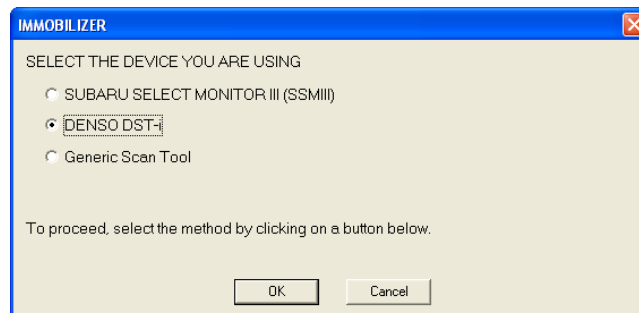 IMMOBILIZER
SELECT THE DEVICE YOU ARE USING
SUBARU SELECT MONITOR III (SSMIII)
DENSO DST-i
Generic Scan Tool
To proceed, select the method by clicking on a button below.
OK Cancel